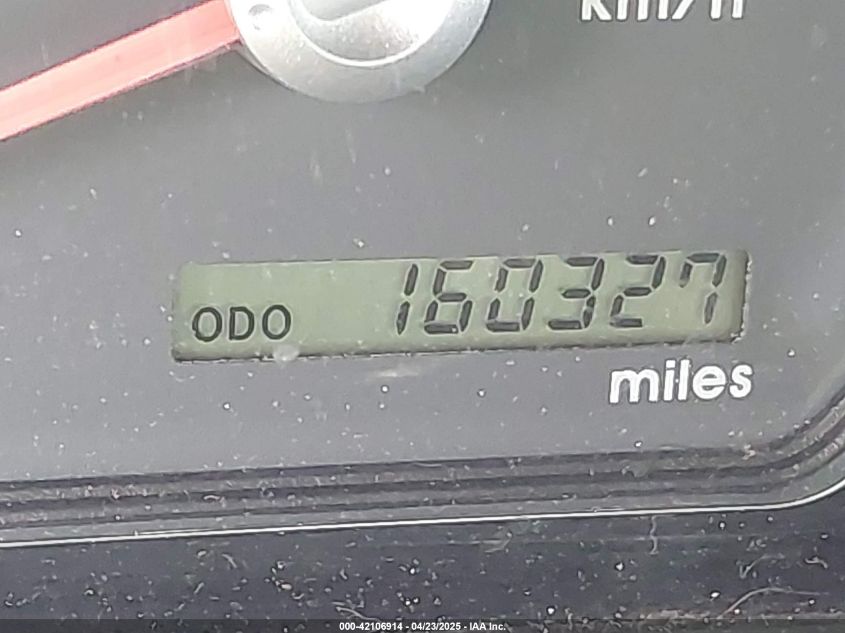 km/h
ODO 160327
miles
000-42106914 - 04/23/2025 - IAA Inc.